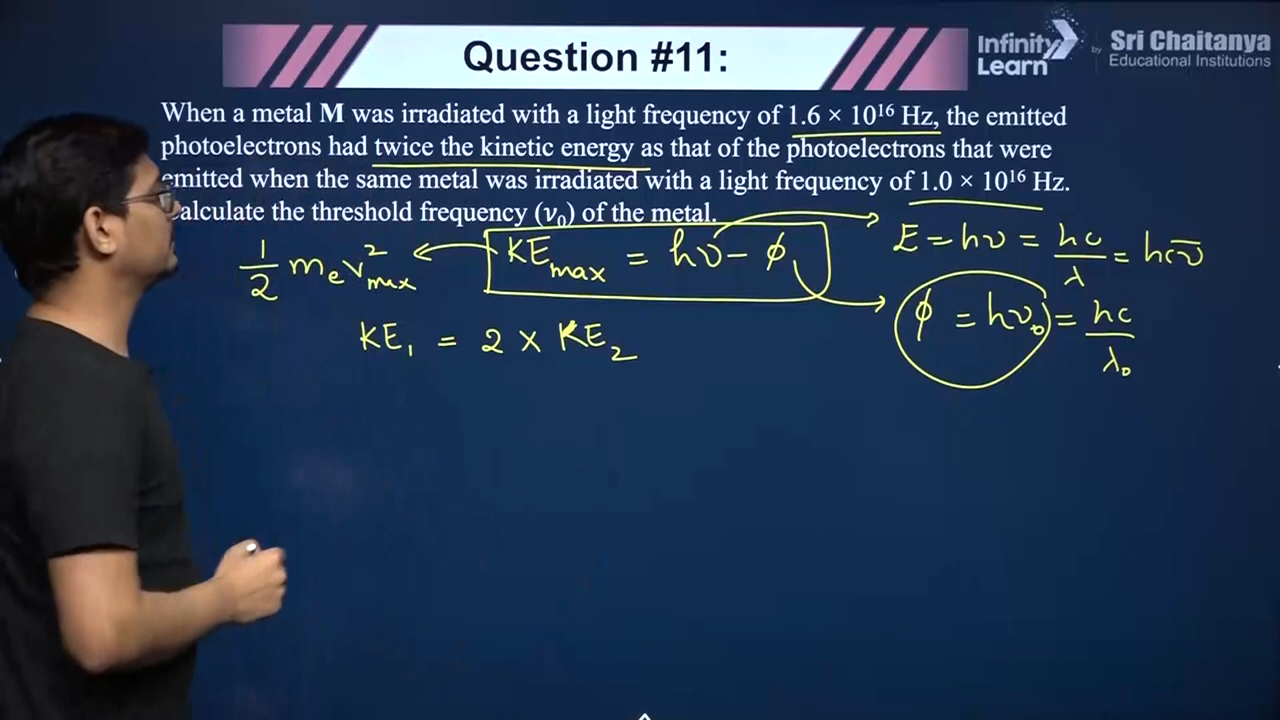 Question #11:
Infinity Learn by Sri Chaitanya Educational Institutions
When a metal M was irradiated with a light frequency of 1.6 × 10¹⁶ Hz, the emitted
photoelectrons had twice the kinetic energy as that of the photoelectrons that were
emitted when the same metal was irradiated with a light frequency of 1.0 × 10¹⁶ Hz.
Calculate the threshold frequency (ν₀) of the metal.
1/2 mₑv²max ← KEmax = hν − ϕ
E = hν = hc/λ = hcν̅
ϕ = hν₀ = hc/λ₀
KE₁ = 2 × KE₂